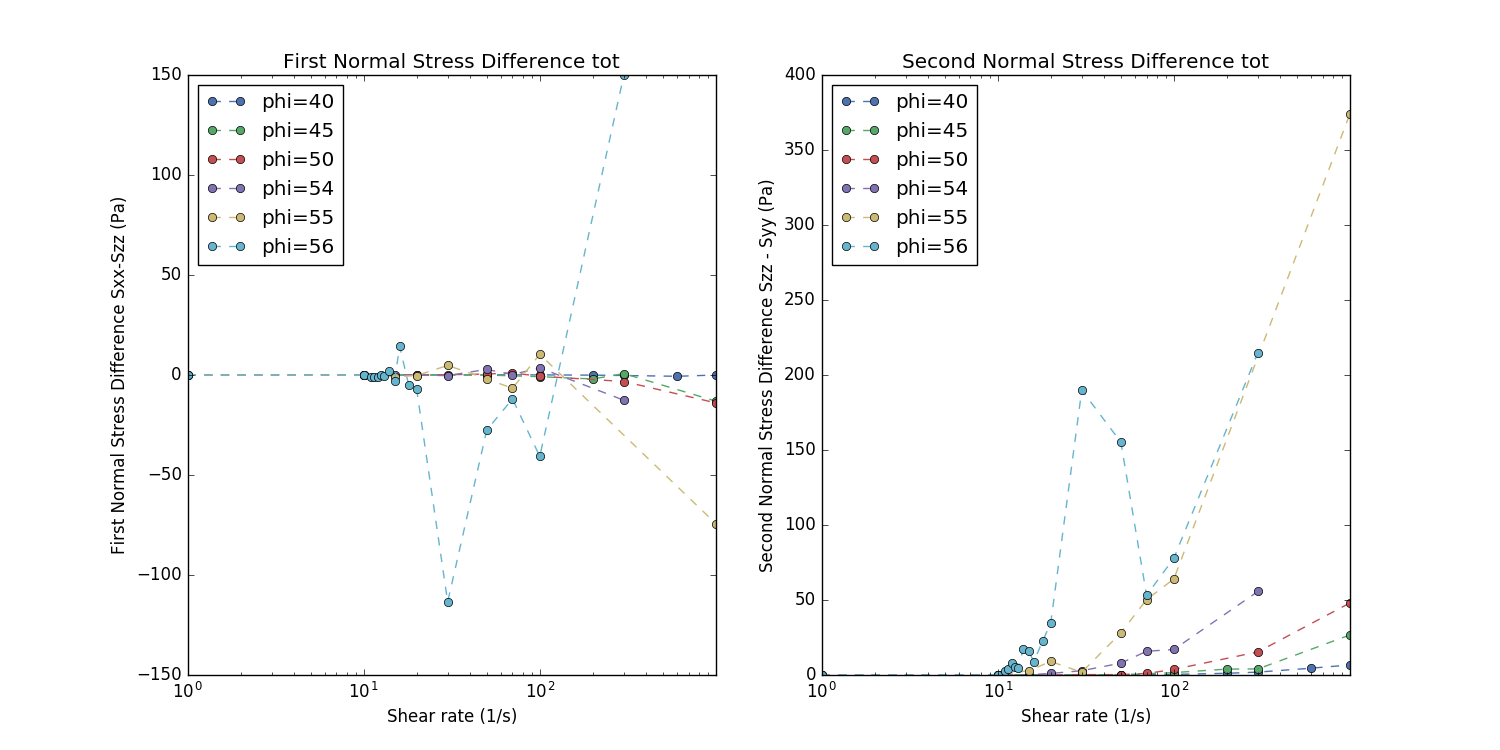 First Normal Stress Difference tot
First Normal Stress Difference Sxx-Szz (Pa)
150
100
50
0
−50
−100
−150
phi=40
phi=45
phi=50
phi=54
phi=55
phi=56
10^0
10^1
10^2
Shear rate (1/s)
Second Normal Stress Difference tot
Second Normal Stress Difference Szz - Syy (Pa)
400
350
300
250
200
150
100
50
0
phi=40
phi=45
phi=50
phi=54
phi=55
phi=56
10^0
10^1
10^2
Shear rate (1/s)